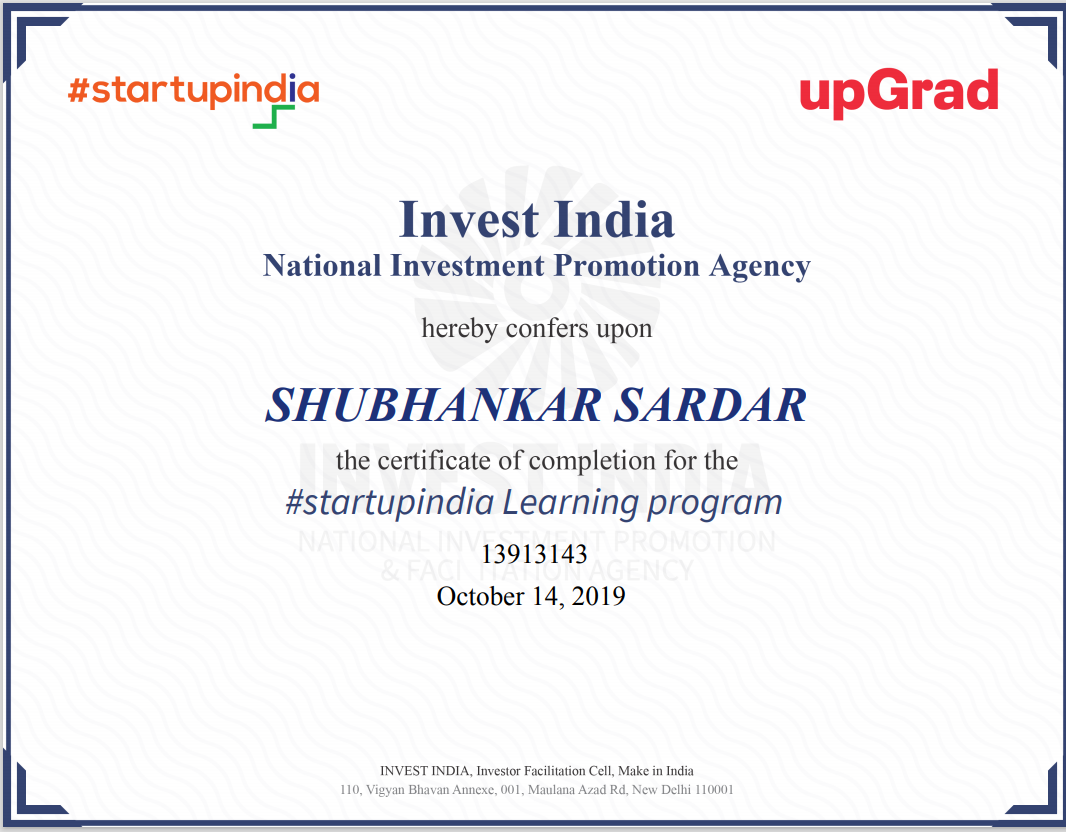 #startupindia
upGrad
Invest India
National Investment Promotion Agency
hereby confers upon
SHUBHANKAR SARDAR
INVEST INDIA
the certificate of completion for the
#startupindia Learning program
NATIONAL INVESTMENT PROMOTION
13913143
& FACILITATION AGENCY
October 14, 2019
INVEST INDIA, Investor Facilitation Cell, Make in India
110, Vigyan Bhavan Annexe, 001, Maulana Azad Rd, New Delhi 110001